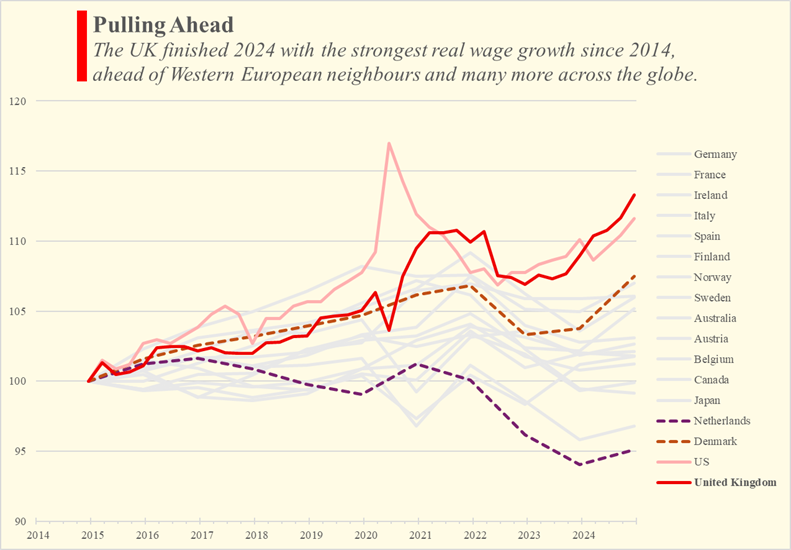 Pulling Ahead
The UK finished 2024 with the strongest real wage growth since 2014,
ahead of Western European neighbours and many more across the globe.
120
115
110
105
100
95
90
2014
2015
2016
2017
2018
2019
2020
2021
2022
2023
2024
Germany
France
Ireland
Italy
Spain
Finland
Norway
Sweden
Australia
Austria
Belgium
Canada
Japan
Netherlands
Denmark
US
United Kingdom